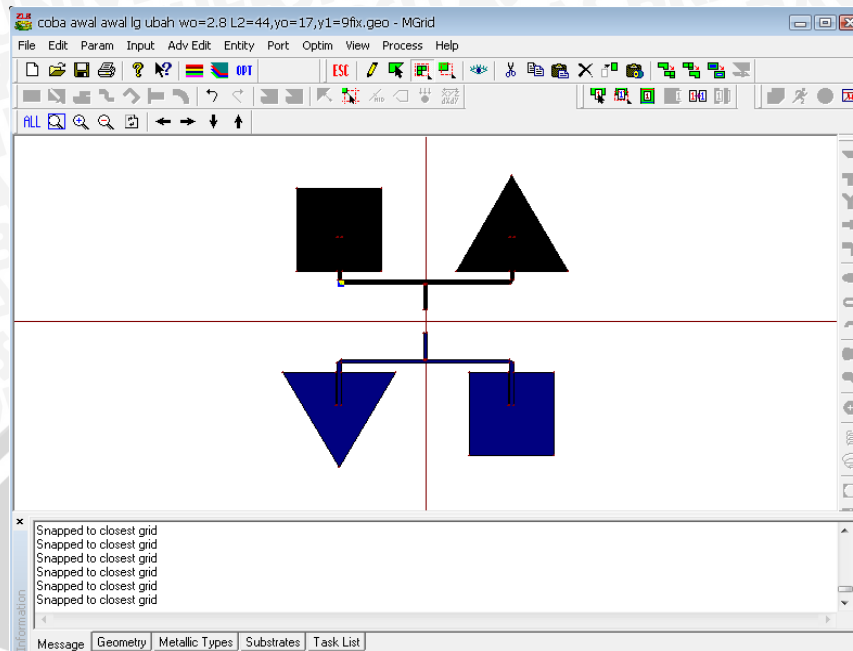 coba awal awal lg ubah wo=2.8 L2=44,yo=17,y1=9fix.geo - MGrid
File Edit Param Input Adv Edit Entity Port Optim View Process Help
OPT ESC
ALL
Snapped to closest grid
Snapped to closest grid
Snapped to closest grid
Snapped to closest grid
Snapped to closest grid
Snapped to closest grid
Information
Message Geometry Metallic Types Substrates Task List